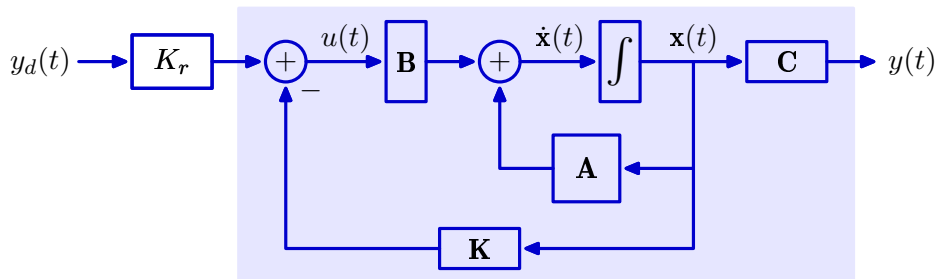 y_d(t) K_r + u(t) B + ẋ(t) ∫ x(t) C y(t)
−
A
K